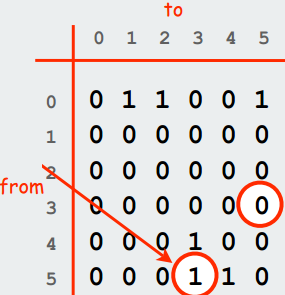 to
0 1 2 3 4 5
0 0 1 1 0 0 1
1 0 0 0 0 0 0
2 0 0 0 0 0 0
from
3 0 0 0 0 0 0
4 0 0 0 1 0 0
5 0 0 0 1 1 0